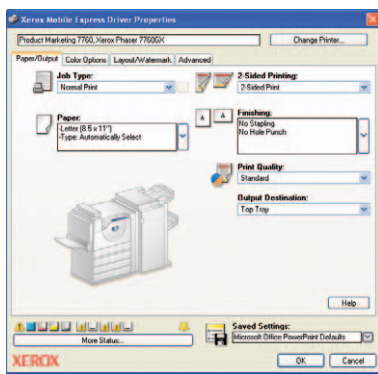 Xerox Mobile Express Driver Properties
Product Marketing 7760, Xerox Phaser 7760GX
Change Printer...
Paper/Output Color Options Layout/Watermark Advanced
Job Type:
Normal Print
2-Sided Printing:
2-Sided Print
Paper:
-Letter (8.5 x 11")
-Type: Automatically Select
A A
Finishing:
No Stapling
No Hole Punch
Print Quality:
Standard
Output Destination:
Top Tray
Help
More Status...
Saved Settings:
Microsoft Office PowerPoint Defaults
XEROX
OK Cancel